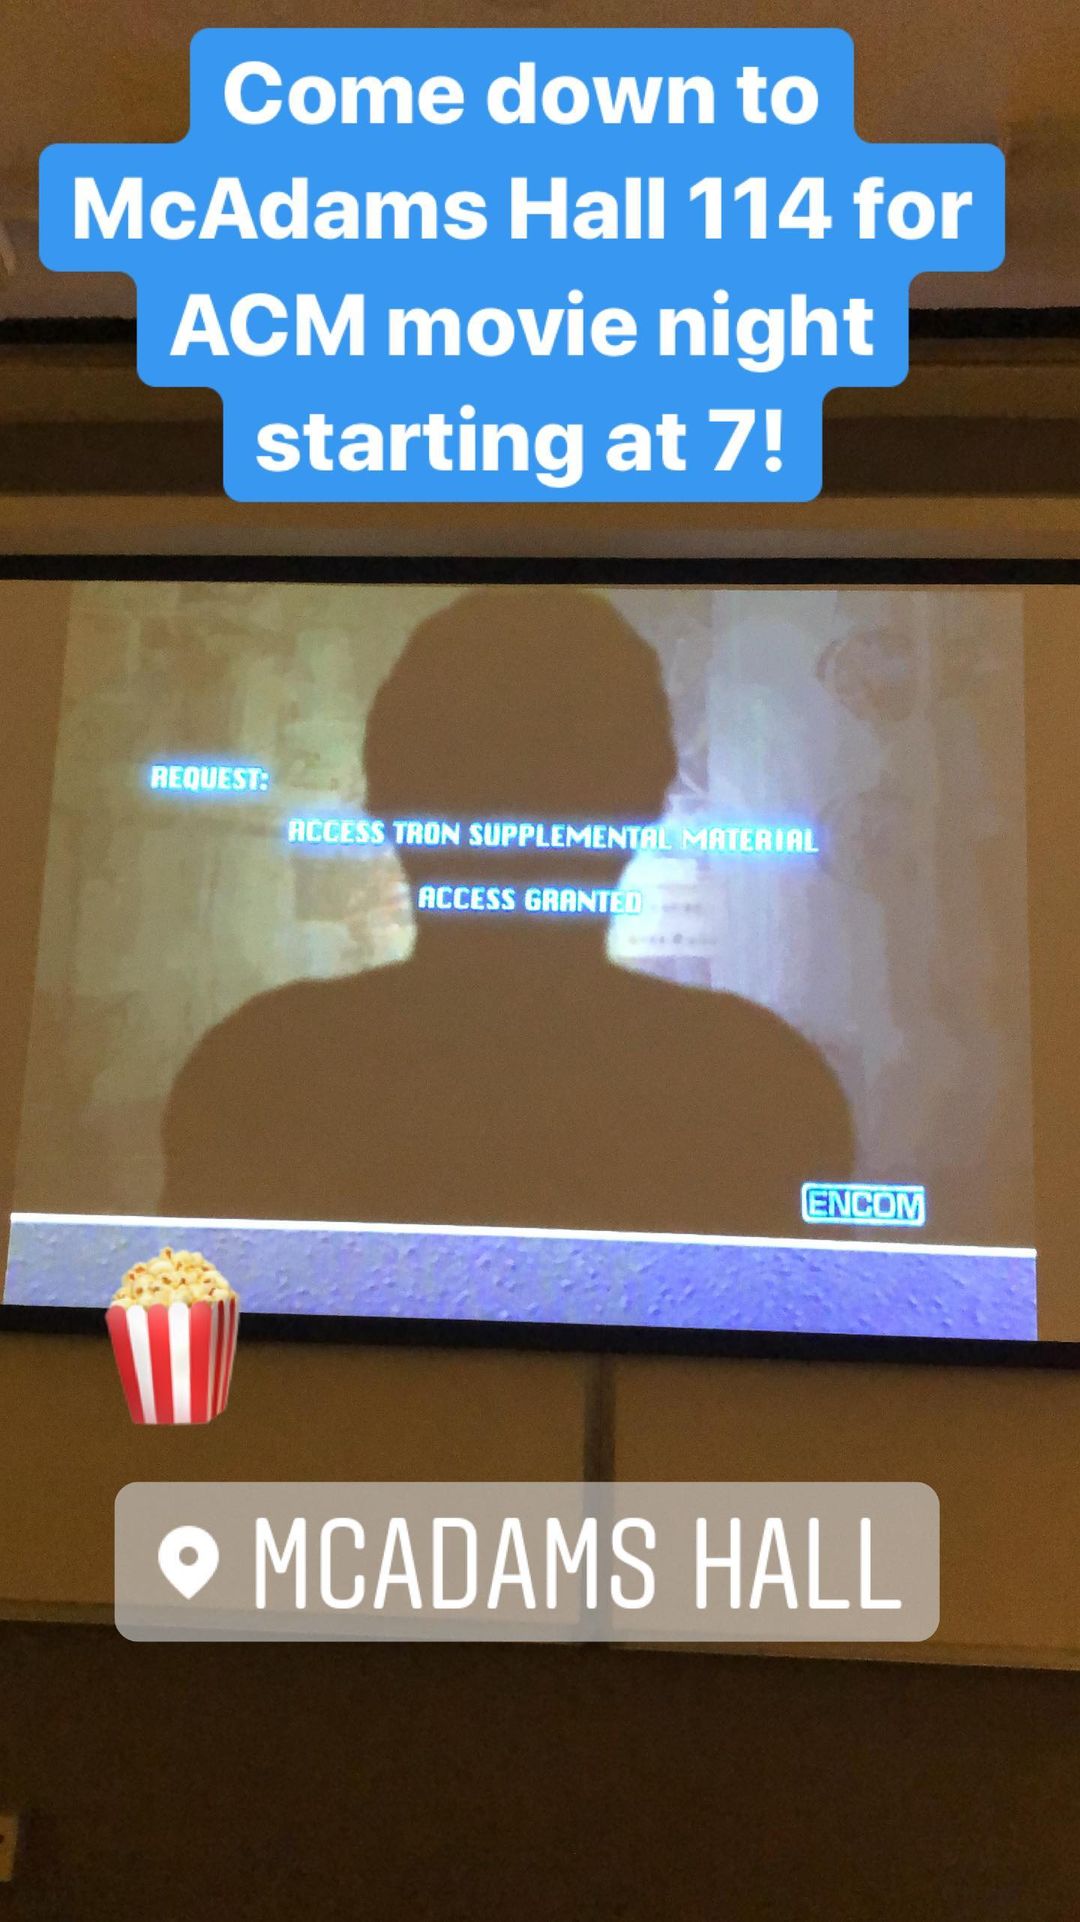 Come down to
McAdams Hall 114 for
ACM movie night
starting at 7!
REQUEST:
ACCESS TRON SUPPLEMENTAL MATERIAL
ACCESS GRANTED
ENCOM
MCADAMS HALL